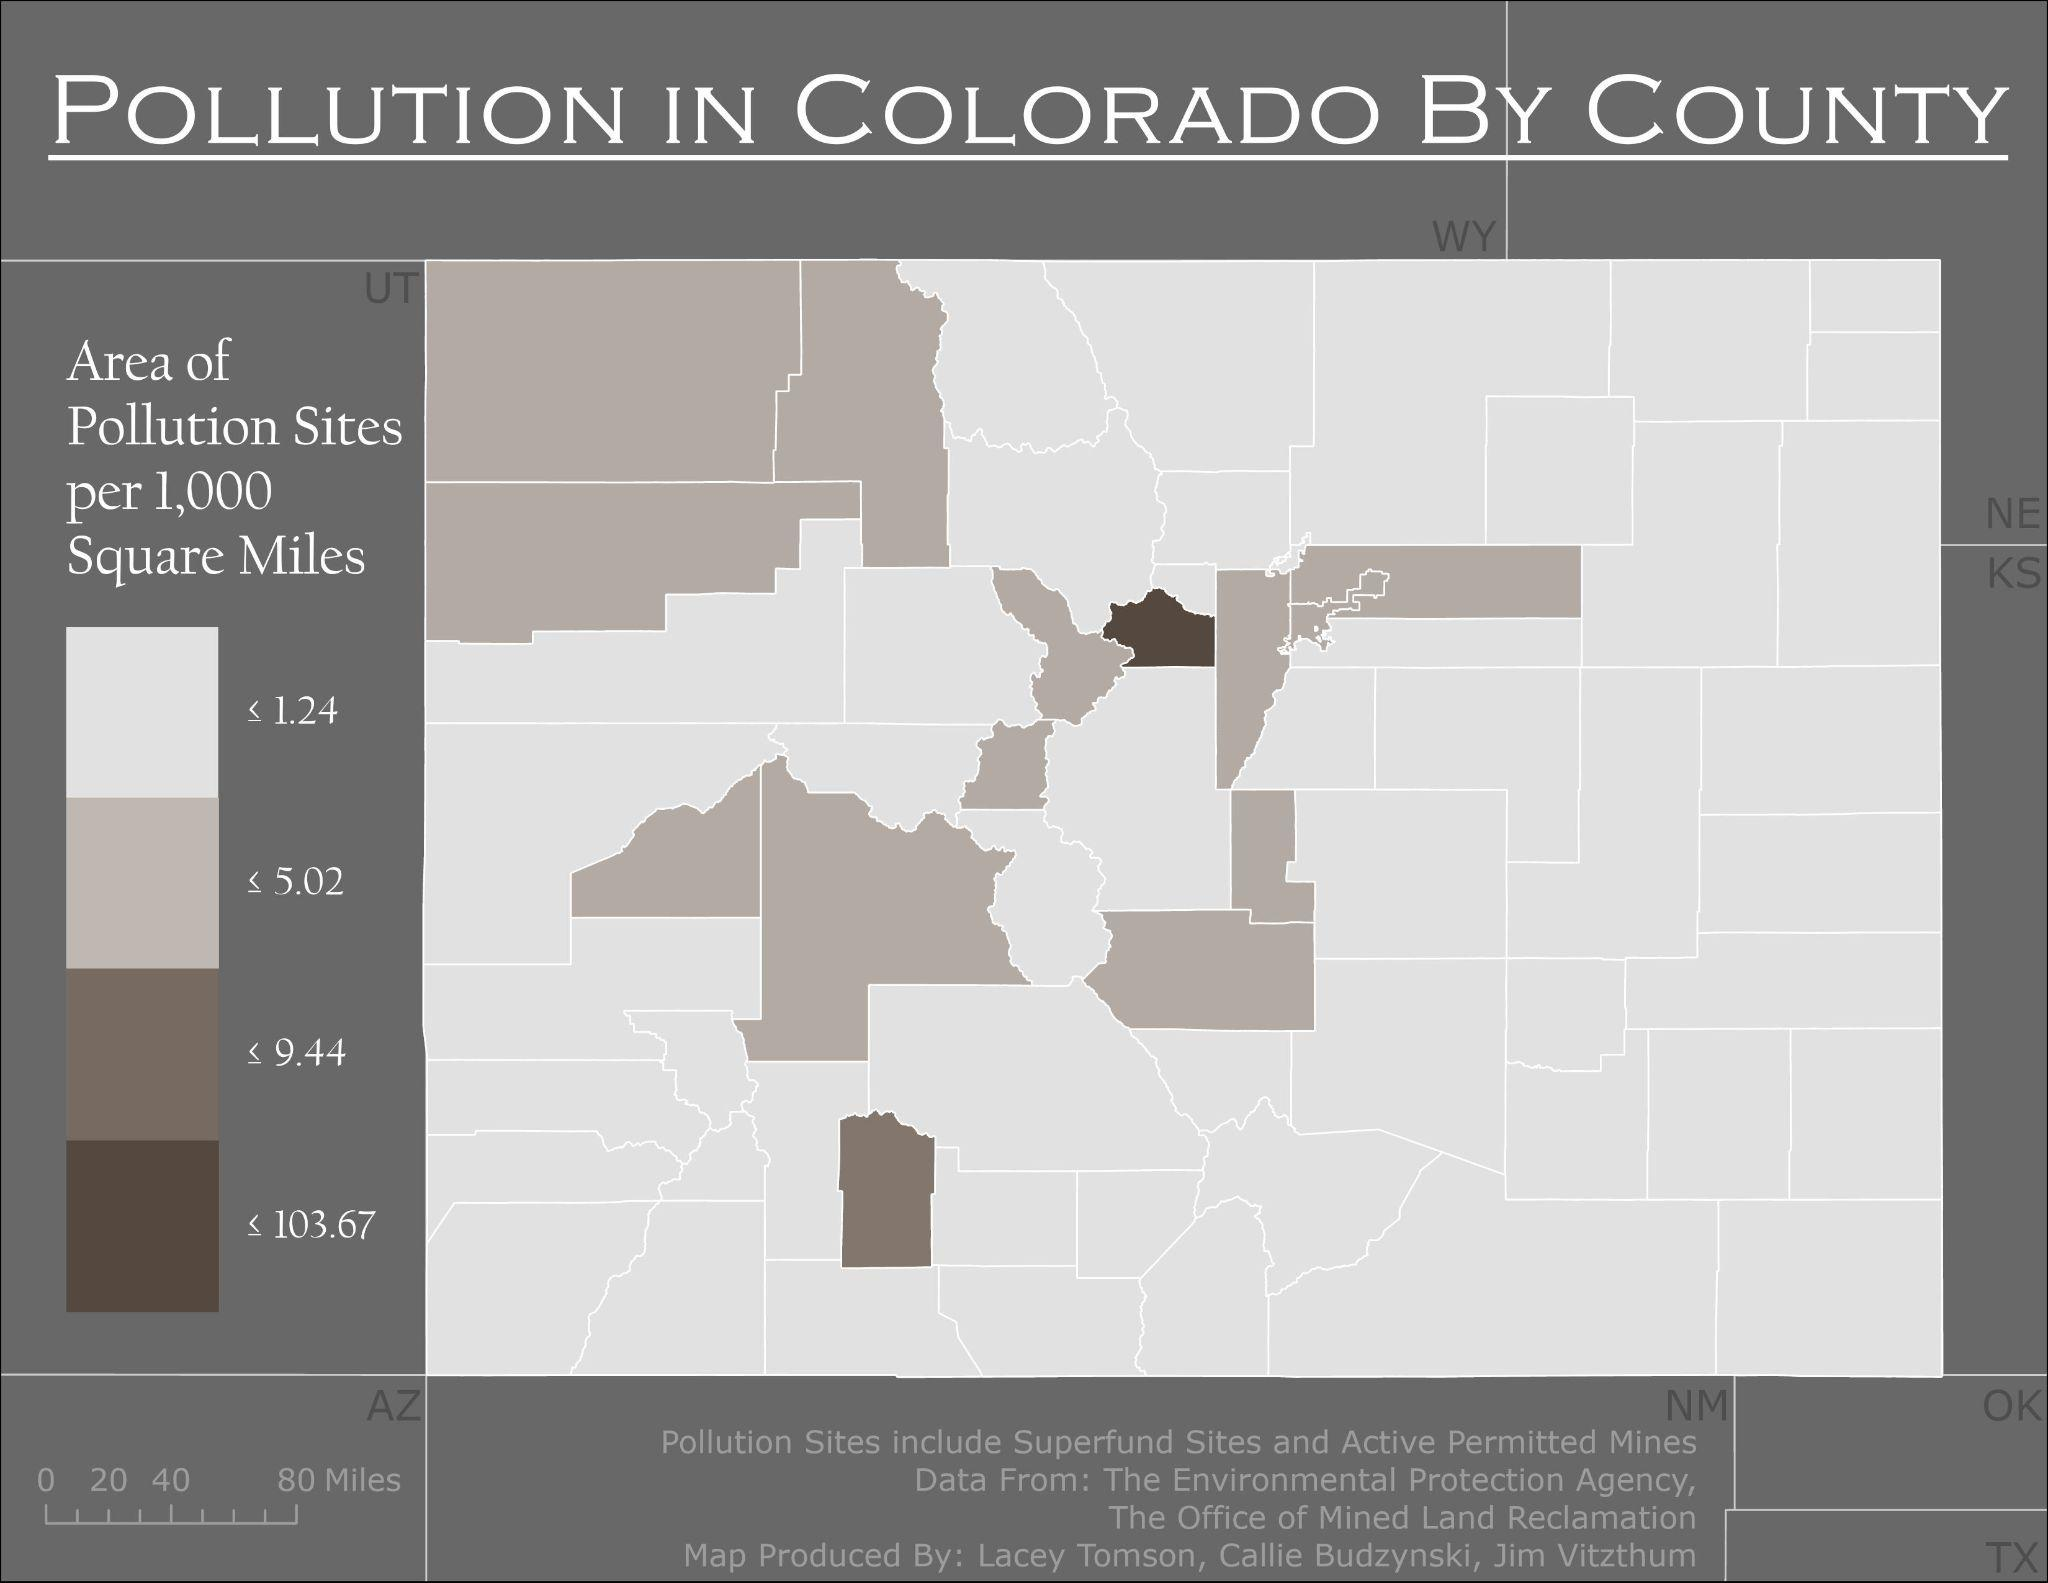 POLLUTION IN COLORADO BY COUNTY
WY
UT
Area of
Pollution Sites
per 1,000
Square Miles
NE
KS
≤ 1.24
≤ 5.02
≤ 9.44
≤ 103.67
AZ
NM
OK
Pollution Sites include Superfund Sites and Active Permitted Mines
0 20 40 80 Miles
Data From: The Environmental Protection Agency,
The Office of Mined Land Reclamation
Map Produced By: Lacey Tomson, Callie Budzynski, Jim Vitzthum
TX